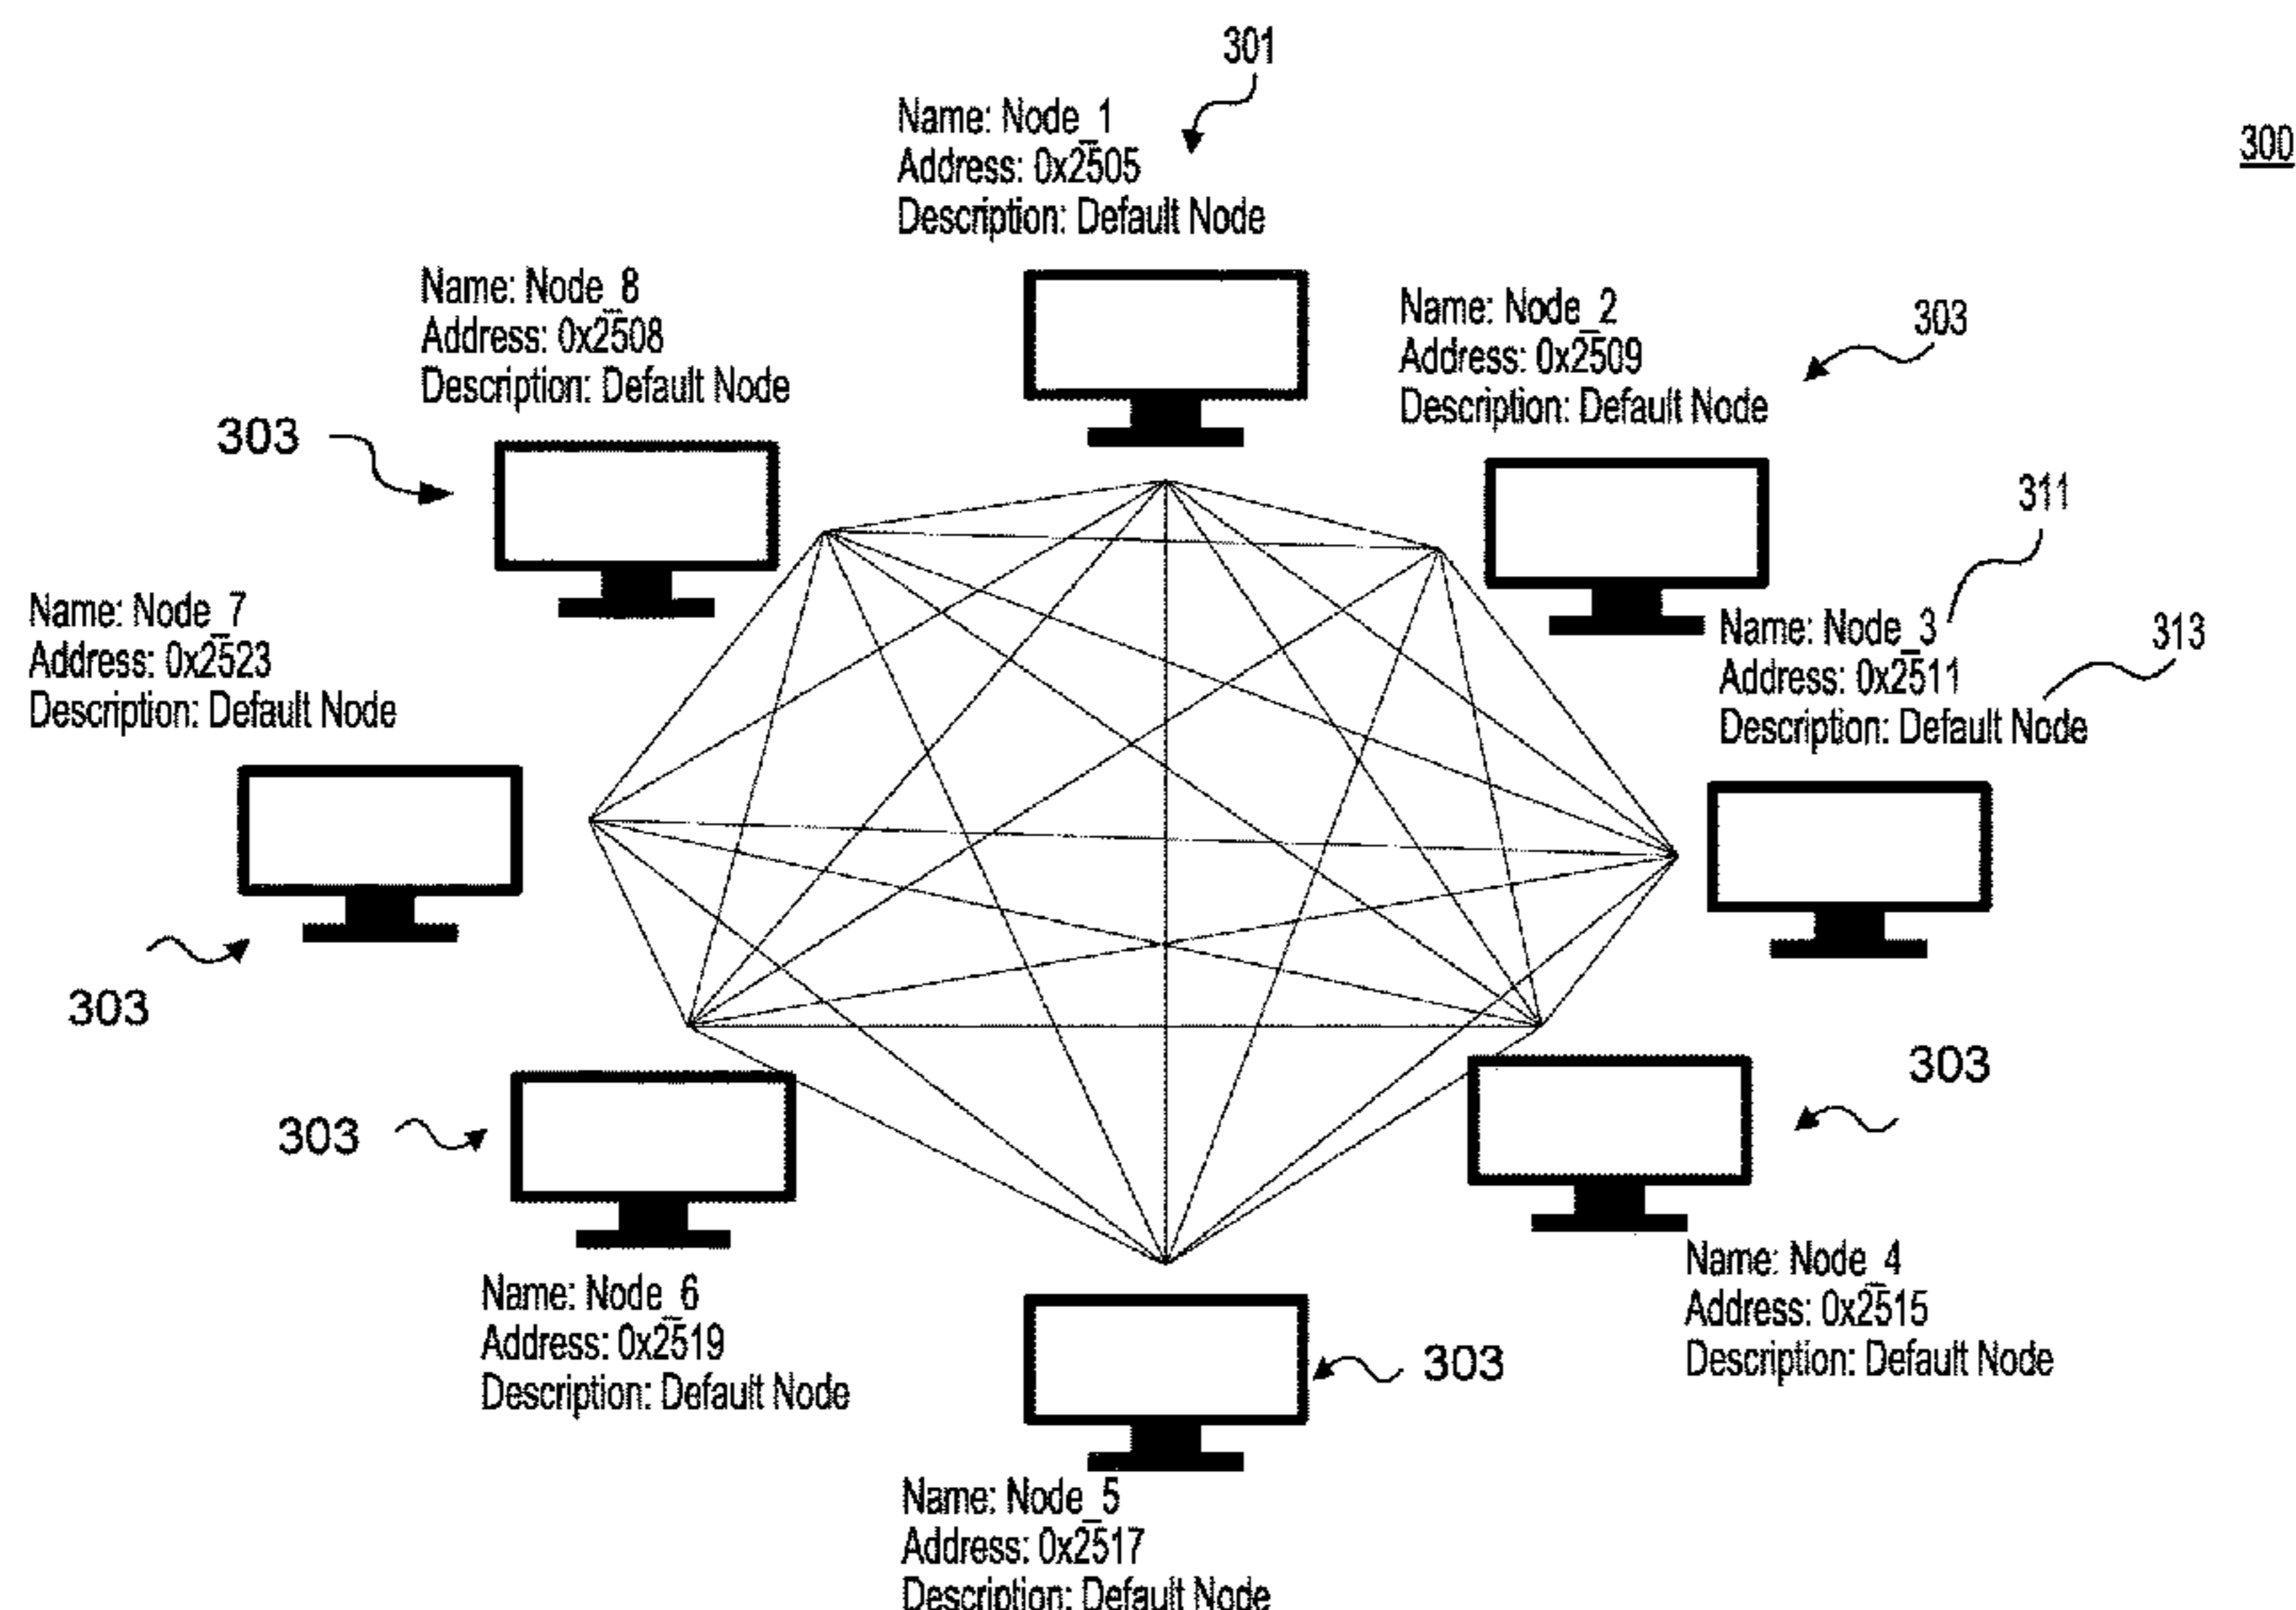 301
Name: Node_1
Address: 0x2505
Description: Default Node
300
Name: Node_8
Address: 0x2508
Description: Default Node
Name: Node_2
Address: 0x2509
Description: Default Node
303
303
311
Name: Node_7
Address: 0x2523
Description: Default Node
Name: Node_3
Address: 0x2511
Description: Default Node
313
303
303
303
Name: Node_6
Address: 0x2519
Description: Default Node
Name: Node_4
Address: 0x2515
Description: Default Node
303
Name: Node_5
Address: 0x2517
Description: Default Node